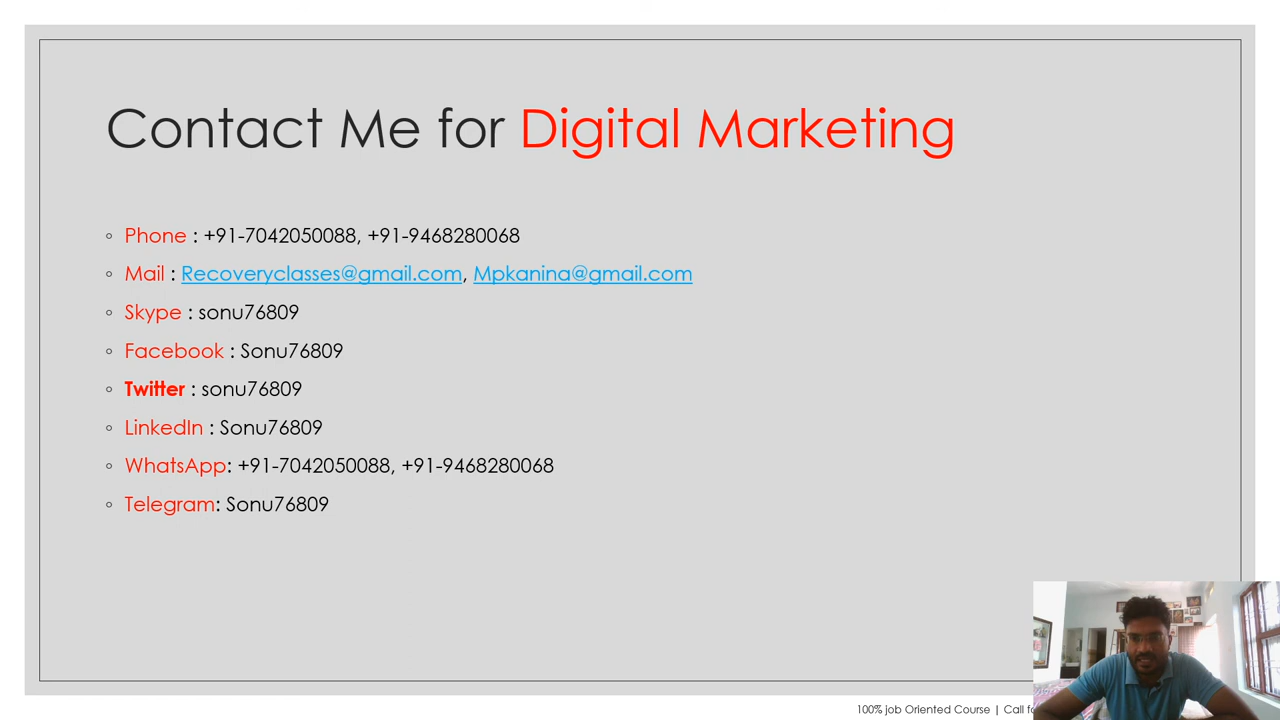 Contact Me for Digital Marketing
Phone : +91-7042050088, +91-9468280068
Mail : Recoveryclasses@gmail.com, Mpkanina@gmail.com
Skype : sonu76809
Facebook : Sonu76809
Twitter : sonu76809
LinkedIn : Sonu76809
WhatsApp: +91-7042050088, +91-9468280068
Telegram: Sonu76809
100% job Oriented Course | Call